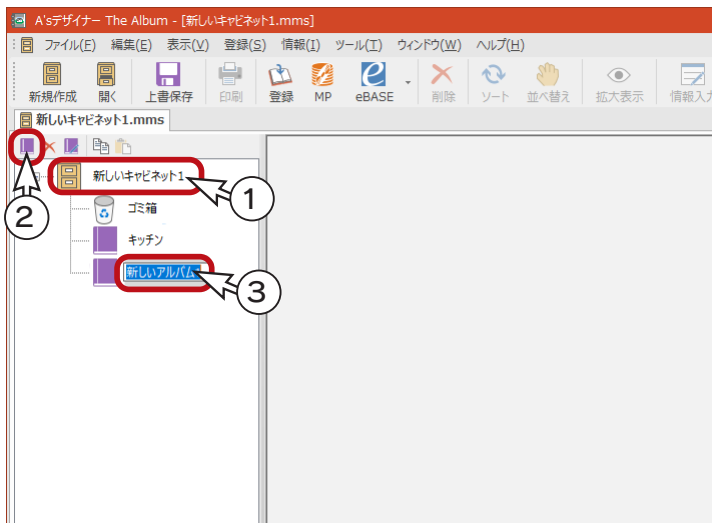 A'sデザイナー The Album - [新しいキャビネット1.mms]
ファイル(F) 編集(E) 表示(V) 登録(S) 情報(I) ツール(T) ウィンドウ(W) ヘルプ(H)
新規作成 開く 上書保存 印刷 登録 MP eBASE 削除 ソート 並べ替え 拡大表示 情報入力
新しいキャビネット1.mms
新しいキャビネット1
1
2
ゴミ箱
キッチン
新しいアルバム
3